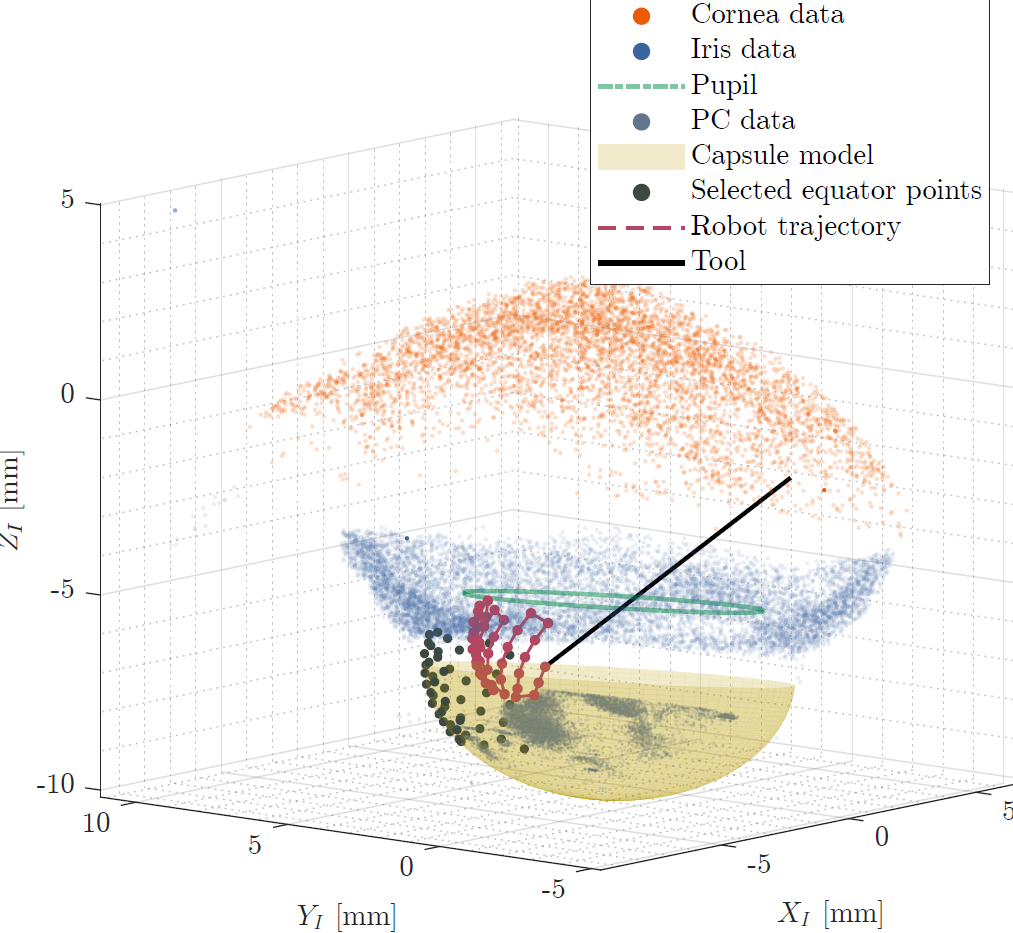 Cornea data
Iris data
Pupil
PC data
Capsule model
Selected equator points
Robot trajectory
Tool
5
0
-5
-10
Z_I [mm]
10
5
0
-5
Y_I [mm]
-5
0
5
X_I [mm]